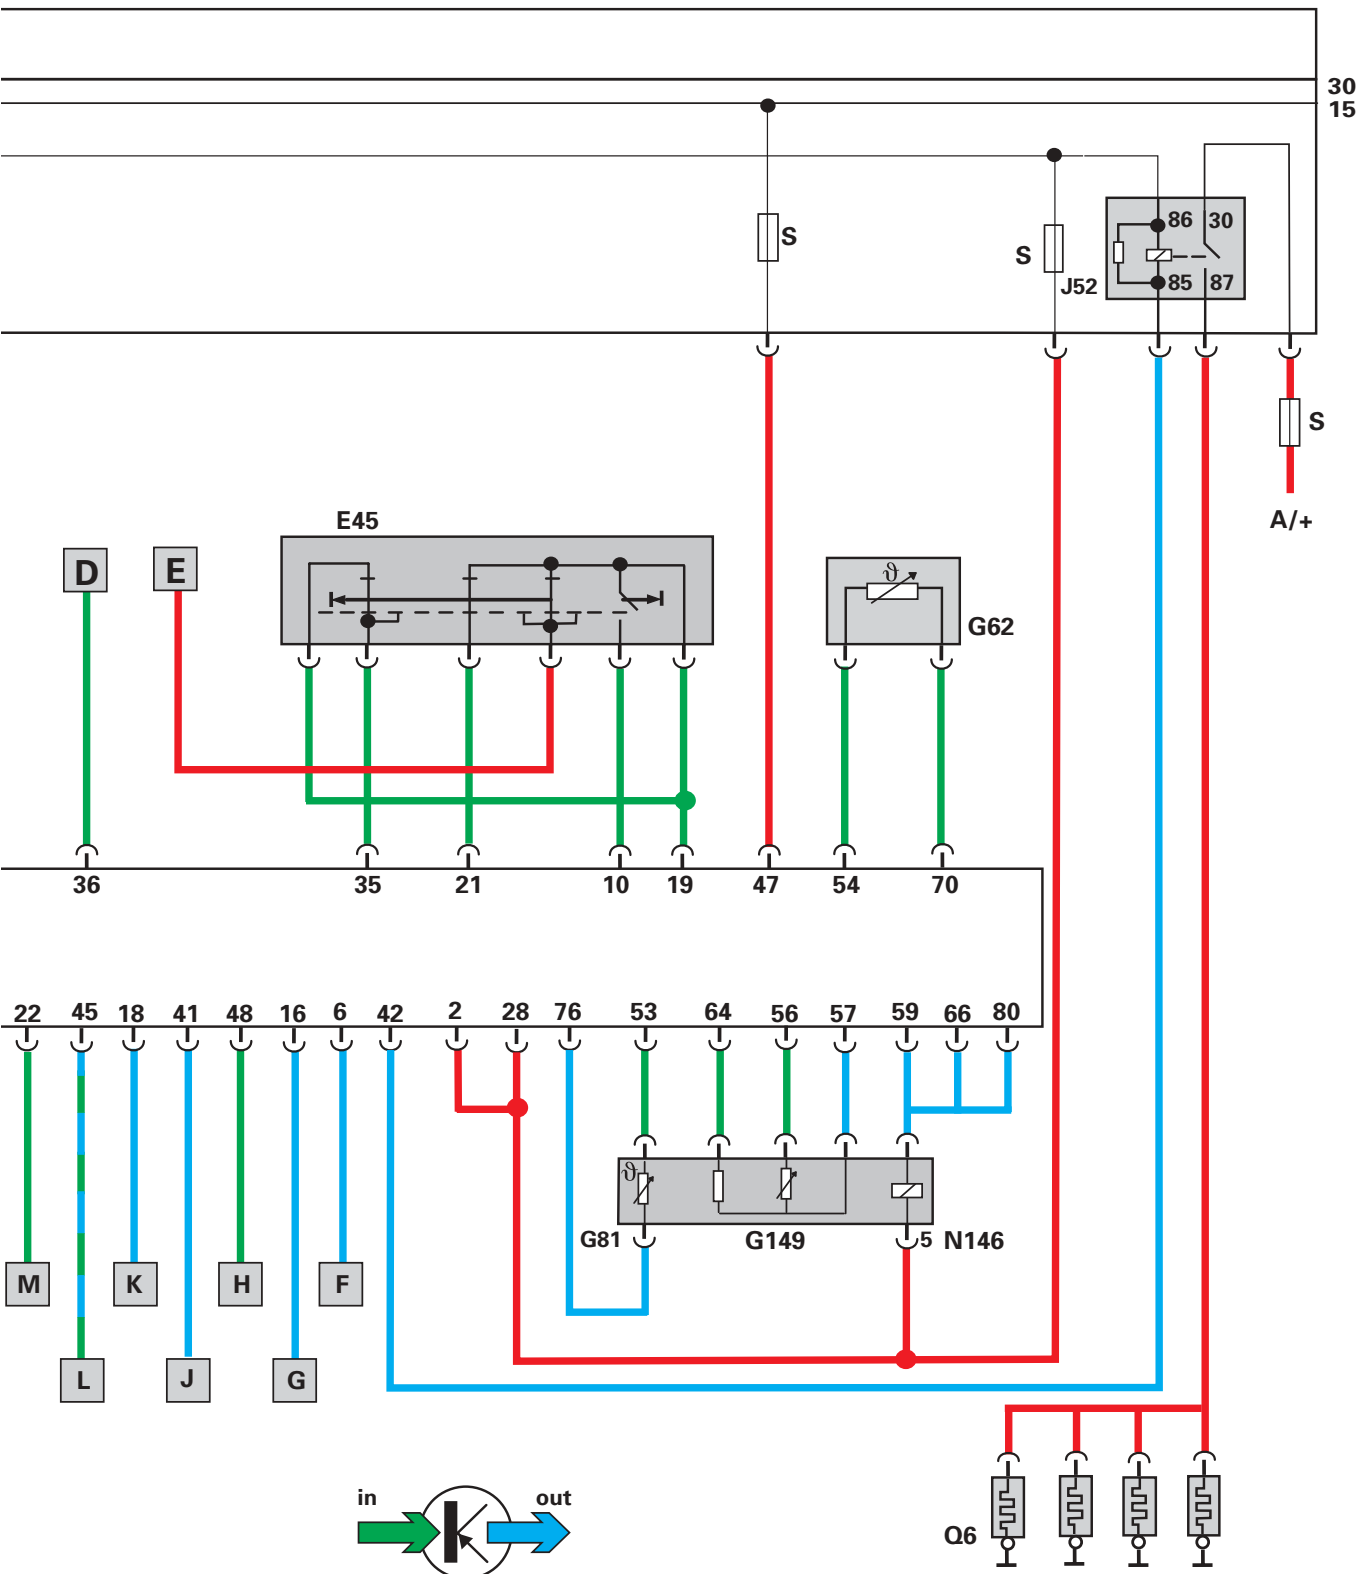 30
15
86 30
S
S
J52
85 87
S
A/+
E45
D E
ϑ
G62
36 35 21 10 19 47 54 70
22 45 18 41 48 16 6 42 2 28 76 53 64 56 57 59 66 80
ϑ
G81 G149 5 N146
M K H F
L J G
in out
Q6